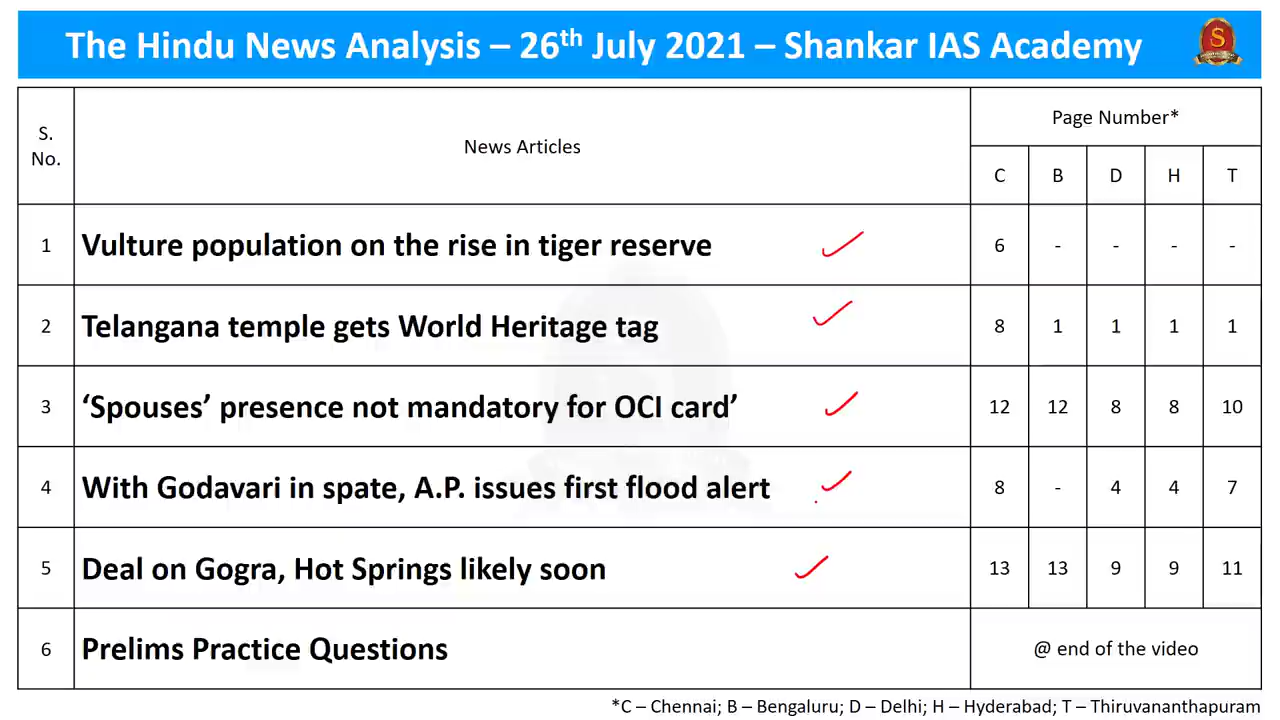 The Hindu News Analysis – 26th July 2021 – Shankar IAS Academy
S. No. News Articles Page Number*
C B D H T
1 Vulture population on the rise in tiger reserve 6 - - - -
2 Telangana temple gets World Heritage tag 8 1 1 1 1
3 ‘Spouses’ presence not mandatory for OCI card’ 12 12 8 8 10
4 With Godavari in spate, A.P. issues first flood alert 8 - 4 4 7
5 Deal on Gogra, Hot Springs likely soon 13 13 9 9 11
6 Prelims Practice Questions @ end of the video
*C – Chennai; B – Bengaluru; D – Delhi; H – Hyderabad; T – Thiruvananthapuram